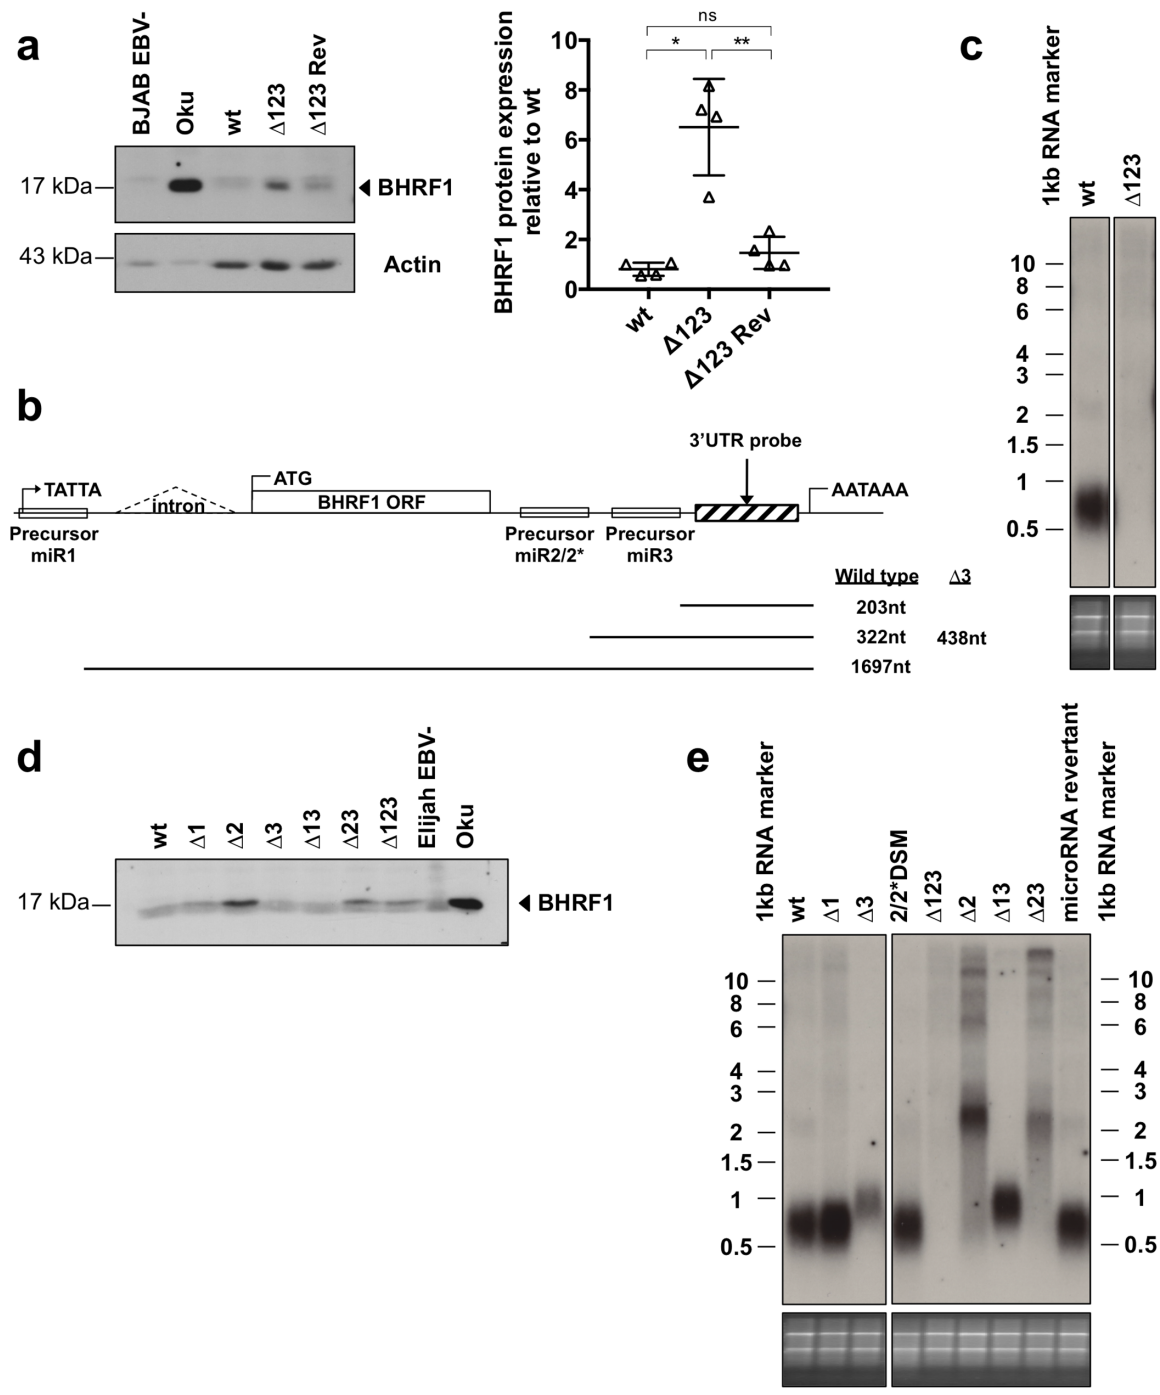 a
BJAB EBV-
Oku
wt
Δ123
Δ123 Rev
17 kDa
BHRF1
43 kDa
Actin
BHRF1 protein expression
relative to wt
10
8
6
4
2
0
ns
*
**
wt
Δ123
Δ123 Rev
c
1kb RNA marker
wt
Δ123
10
8
6
4
3
2
1.5
1
0.5
b
3'UTR probe
TATTA
intron
ATG
BHRF1 ORF
AATAAA
Precursor
miR1
Precursor
miR2/2*
Precursor
miR3
Wild type Δ3
203nt
322nt 438nt
1697nt
d
wt
Δ1
Δ2
Δ3
Δ13
Δ23
Δ123
Elijah EBV-
Oku
17 kDa
BHRF1
e
1kb RNA marker
wt
Δ1
Δ3
2/2*DSM
Δ123
Δ2
Δ13
Δ23
microRNA revertant
1kb RNA marker
10
8
6
4
3
2
1.5
1
0.5
10
8
6
4
3
2
1.5
1
0.5